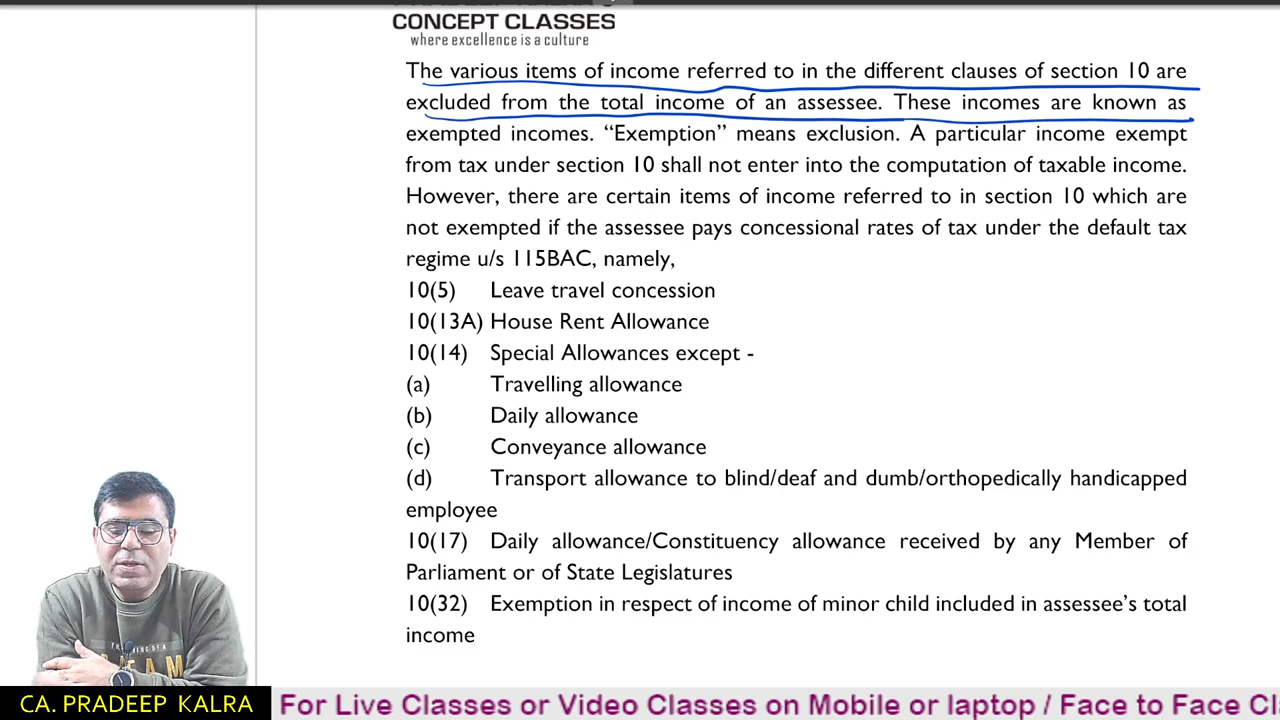 CONCEPT CLASSES
where excellence is a culture
The various items of income referred to in the different clauses of section 10 are
excluded from the total income of an assessee. These incomes are known as
exempted incomes. “Exemption” means exclusion. A particular income exempt
from tax under section 10 shall not enter into the computation of taxable income.
However, there are certain items of income referred to in section 10 which are
not exempted if the assessee pays concessional rates of tax under the default tax
regime u/s 115BAC, namely,
10(5) Leave travel concession
10(13A) House Rent Allowance
10(14) Special Allowances except -
(a) Travelling allowance
(b) Daily allowance
(c) Conveyance allowance
(d) Transport allowance to blind/deaf and dumb/orthopedically handicapped
employee
10(17) Daily allowance/Constituency allowance received by any Member of
Parliament or of State Legislatures
10(32) Exemption in respect of income of minor child included in assessee’s total
income
CA. PRADEEP KALRA
For Live Classes or Video Classes on Mobile or laptop / Face to Face